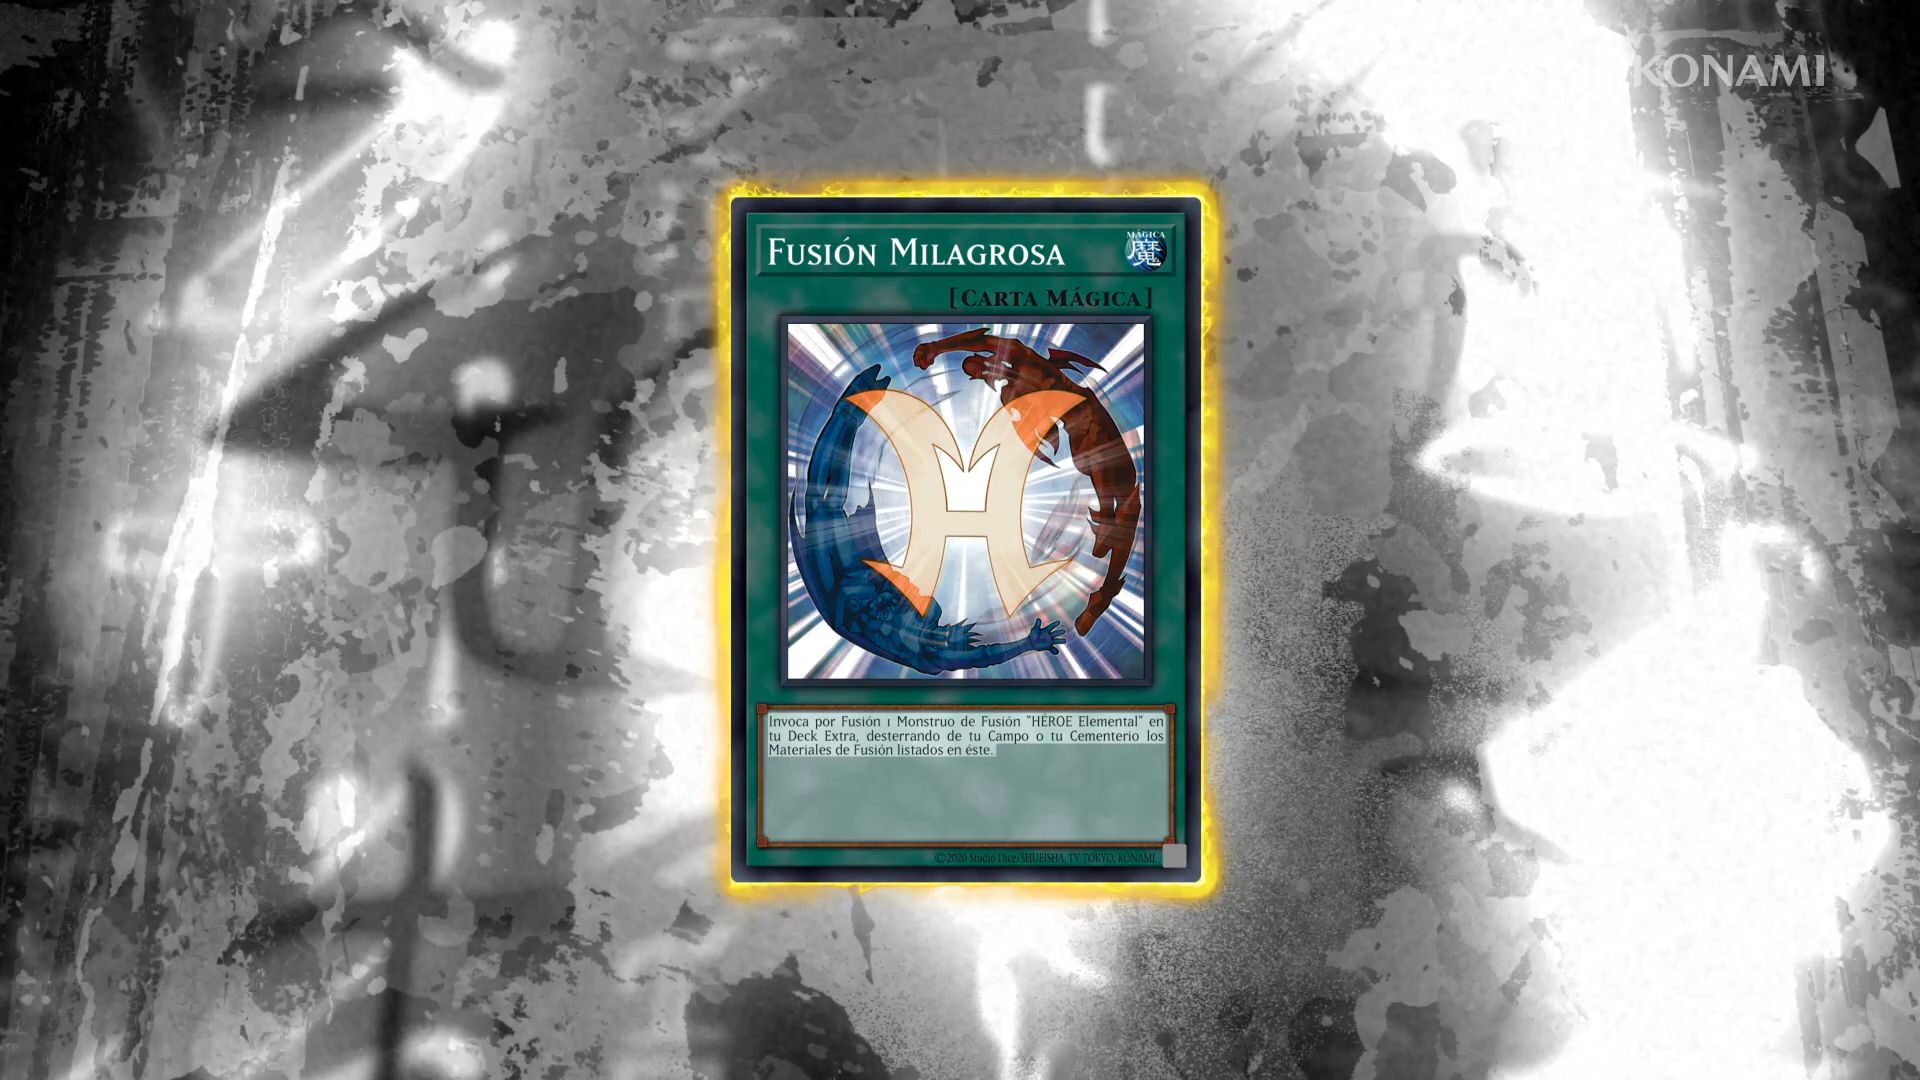 KONAMI
FUSIÓN MILAGROSA
MÁGICA
魔
[CARTA MÁGICA]
Invoca por Fusión 1 Monstruo de Fusión "HÉROE Elemental" en
tu Deck Extra, desterrando de tu Campo o tu Cementerio los
Materiales de Fusión listados en éste.
©2020 Studio Dice/SHUEISHA, TV TOKYO, KONAMI